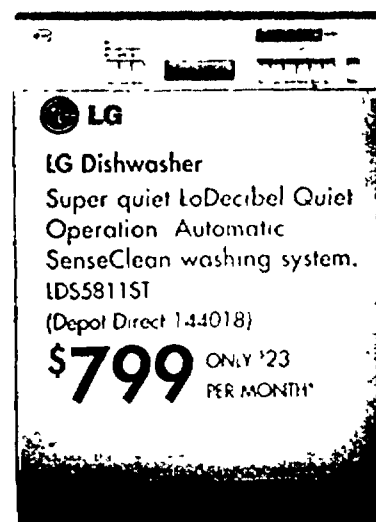 LG
LG Dishwasher
Super quiet LoDecibel Quiet
Operation Automatic
SenseClean washing system.
LDS5811ST
(Depot Direct 144018)
$799 ONLY $23
PER MONTH*